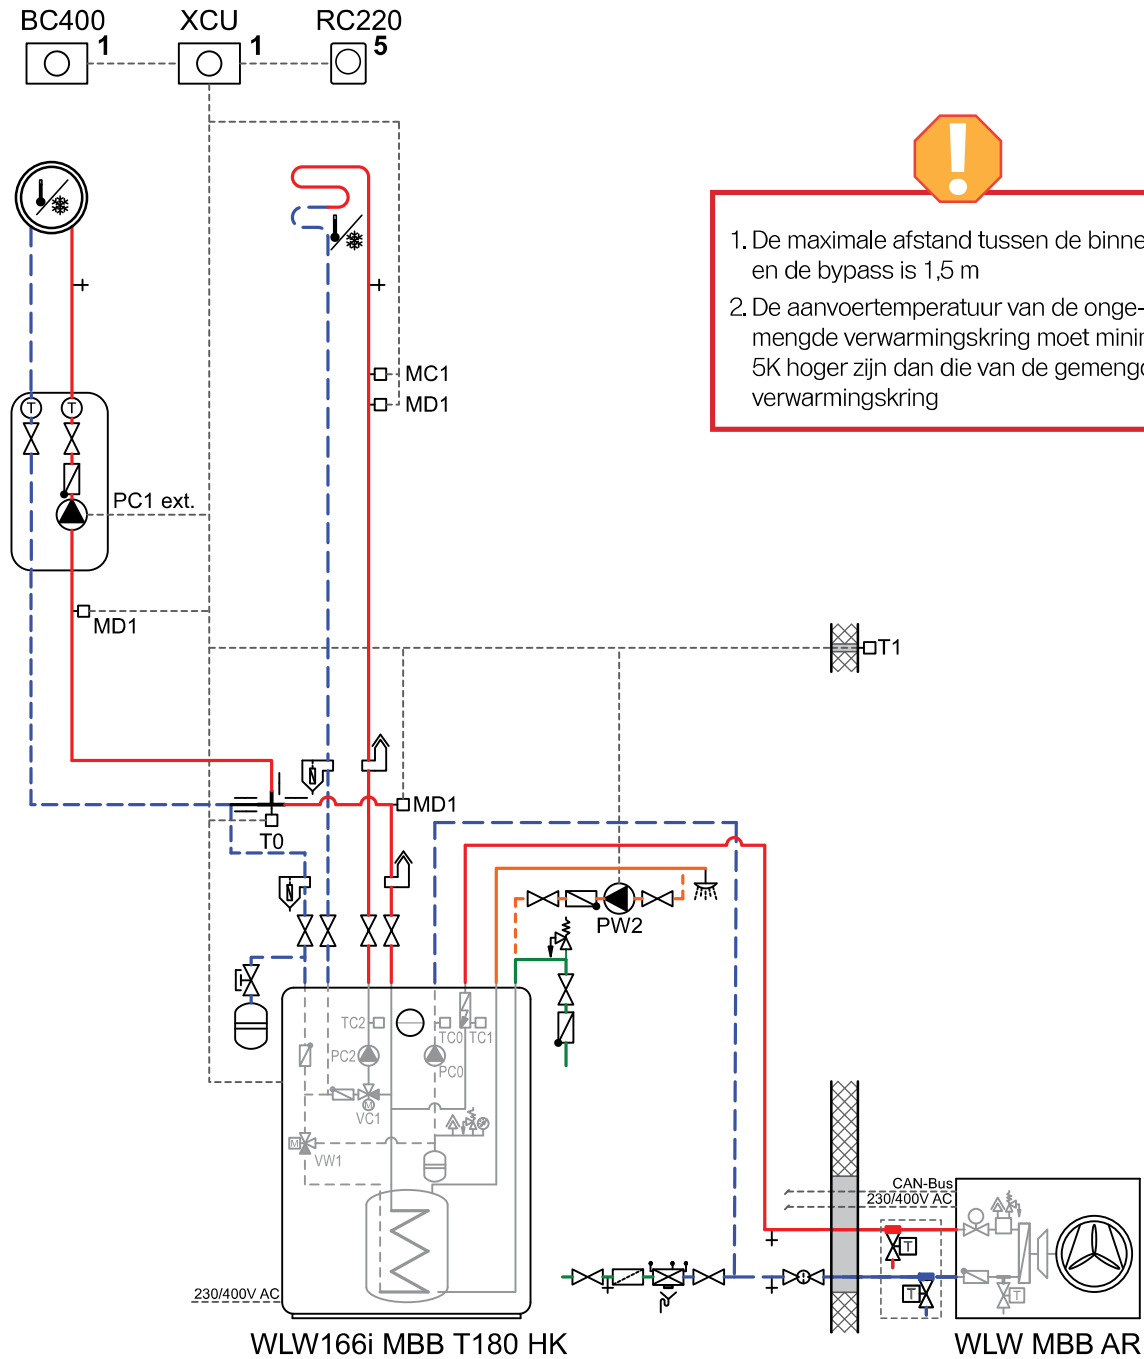 BC400 XCU RC220
1 1 5
1. De maximale afstand tussen de binne
en de bypass is 1,5 m
2. De aanvoertemperatuur van de onge-
mengde verwarmingskring moet minir
5K hoger zijn dan die van de gemengd
verwarmingskring
MC1
MD1
T T
PC1 ext.
MD1
T1
MD1
T0
PW2
TC2 TC0 TC1
PC2 PC0
M
VC1
M
VW1
CAN-Bus
230/400V AC
T
T T
230/400V AC
WLW166i MBB T180 HK
WLW MBB AR